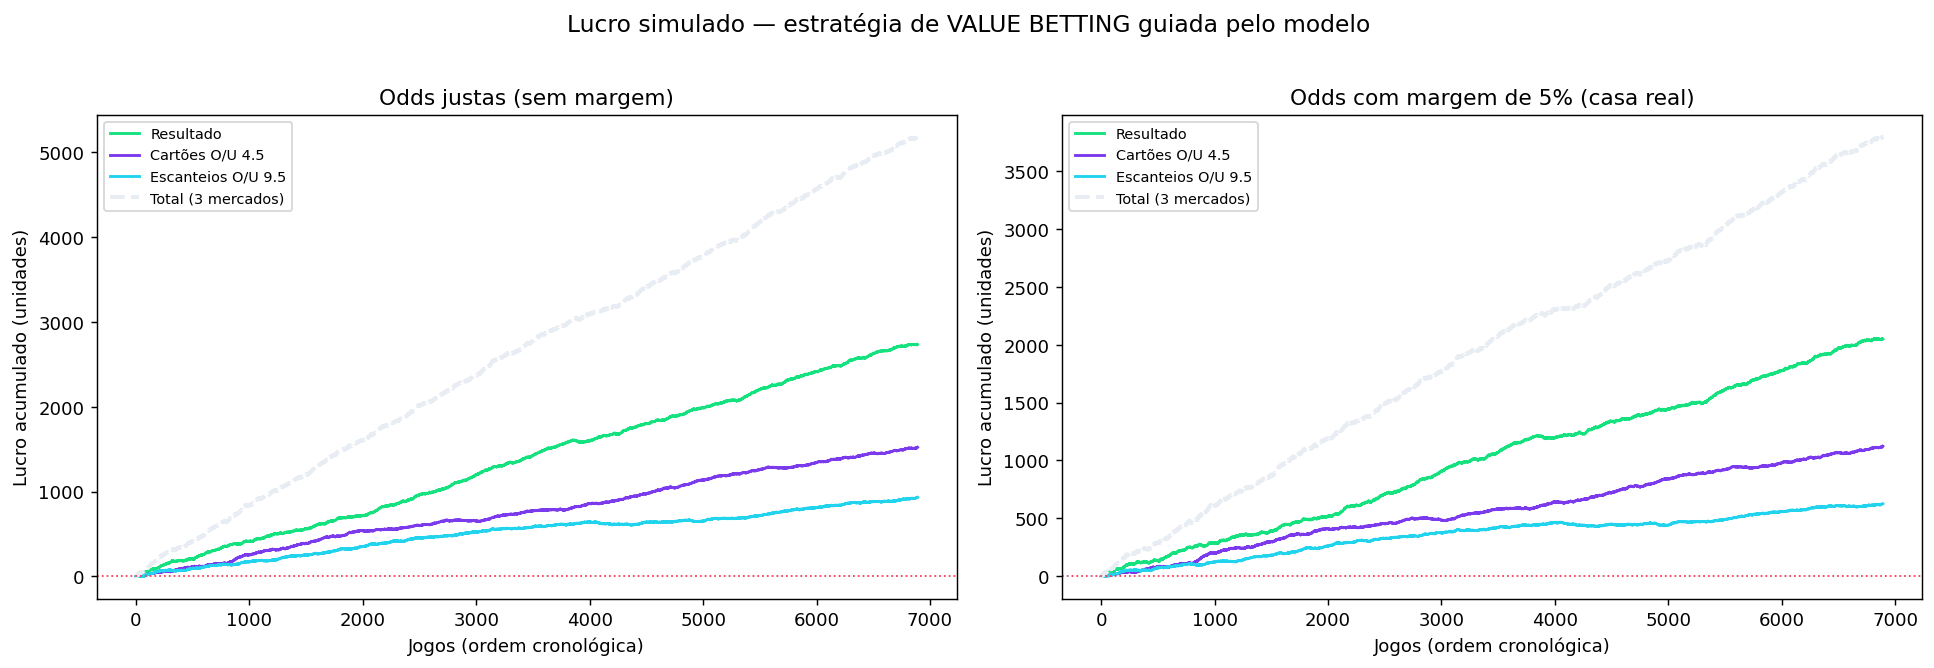 Lucro simulado — estratégia de VALUE BETTING guiada pelo modelo
Odds justas (sem margem)
Resultado
Cartões O/U 4.5
Escanteios O/U 9.5
Total (3 mercados)
Lucro acumulado (unidades)
5000
4000
3000
2000
1000
0
0 1000 2000 3000 4000 5000 6000 7000
Jogos (ordem cronológica)
Odds com margem de 5% (casa real)
Resultado
Cartões O/U 4.5
Escanteios O/U 9.5
Total (3 mercados)
Lucro acumulado (unidades)
3500
3000
2500
2000
1500
1000
500
0
0 1000 2000 3000 4000 5000 6000 7000
Jogos (ordem cronológica)